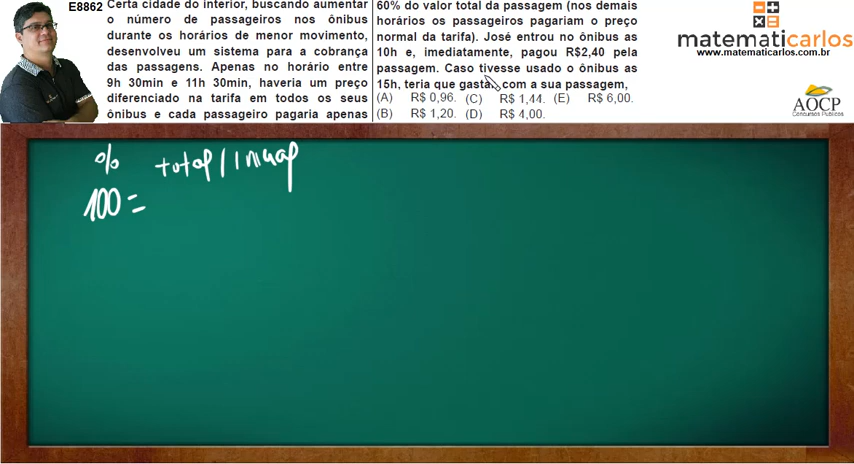 E8862
Certa cidade do interior, buscando aumentar
o número de passageiros nos ônibus
durante os horários de menor movimento,
desenvolveu um sistema para a cobrança
das passagens. Apenas no horário entre
9h 30min e 11h 30min, haveria um preço
diferenciado na tarifa em todos os seus
ônibus e cada passageiro pagaria apenas
60% do valor total da passagem (nos demais
horários os passageiros pagariam o preço
normal da tarifa). José entrou no ônibus as
10h e, imediatamente, pagou R$2,40 pela
passagem. Caso tivesse usado o ônibus as
15h, teria que gastar com a sua passagem,
(A) R$ 0,96. (C) R$ 1,44. (E) R$ 6,00.
(B) R$ 1,20. (D) R$ 4,00.
matematicarlos
www.matematicarlos.com.br
AOCP
Concursos Públicos
% total/inicial
100 =